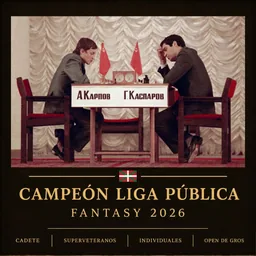 А.Карпов Г.Каспаров
CAMPEÓN LIGA PÚBLICA
FANTASY 2026
CADETE | SUPERVETERANOS | INDIVIDUALES | OPEN DE GROS